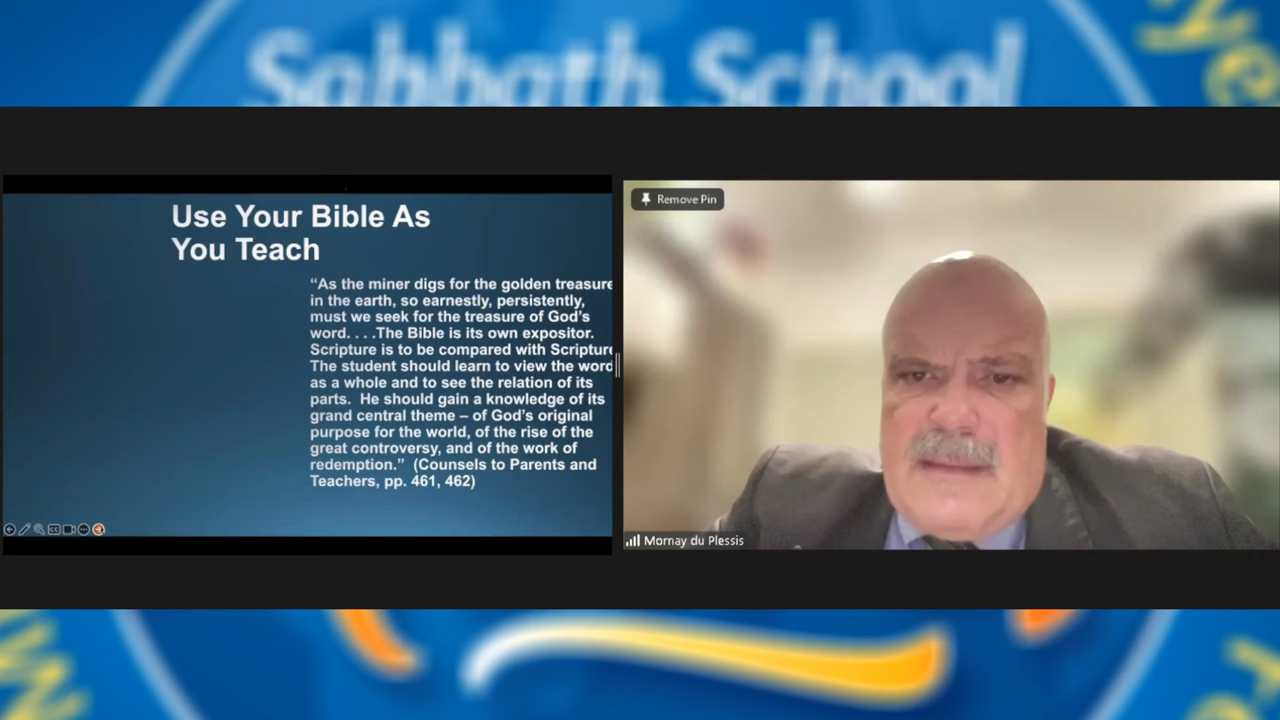 Sabbath School
Use Your Bible As
You Teach
“As the miner digs for the golden treasure
in the earth, so earnestly, persistently,
must we seek for the treasure of God’s
word. . . .The Bible is its own expositor.
Scripture is to be compared with Scripture
The student should learn to view the word
as a whole and to see the relation of its
parts.  He should gain a knowledge of its
grand central theme – of God’s original
purpose for the world, of the rise of the
great controversy, and of the work of
redemption.”  (Counsels to Parents and
Teachers, pp. 461, 462)
Remove Pin
Mornay du Plessis